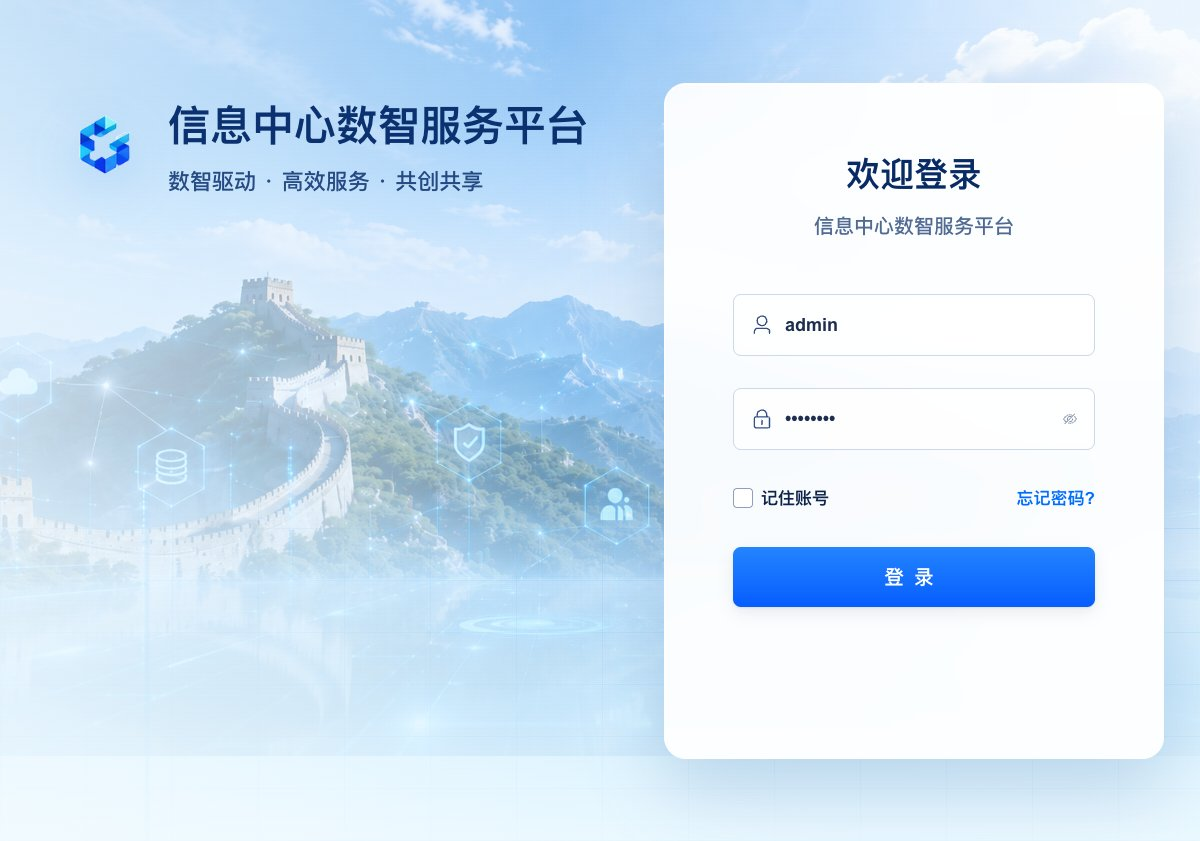 信息中心数智服务平台
数智驱动 · 高效服务 · 共创共享
欢迎登录
信息中心数智服务平台
admin
••••••••
记住账号
忘记密码?
登 录